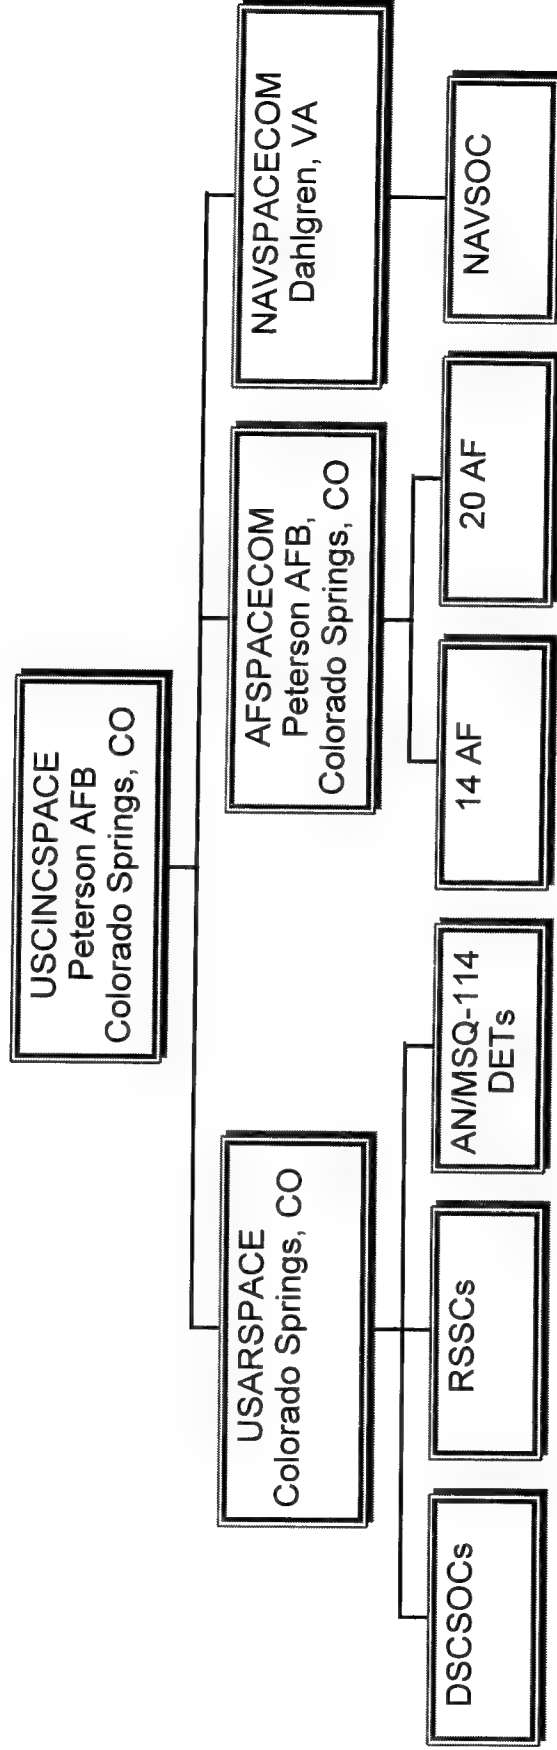 USCINCSPACE
Peterson AFB
Colorado Springs, CO
USARSPACE
Colorado Springs, CO
AFSPACECOM
Peterson AFB,
Colorado Springs, CO
NAVSPACECOM
Dahlgren, VA
DSCSOCs
RSSCs
AN/MSQ-114
DETs
14 AF
20 AF
NAVSOC